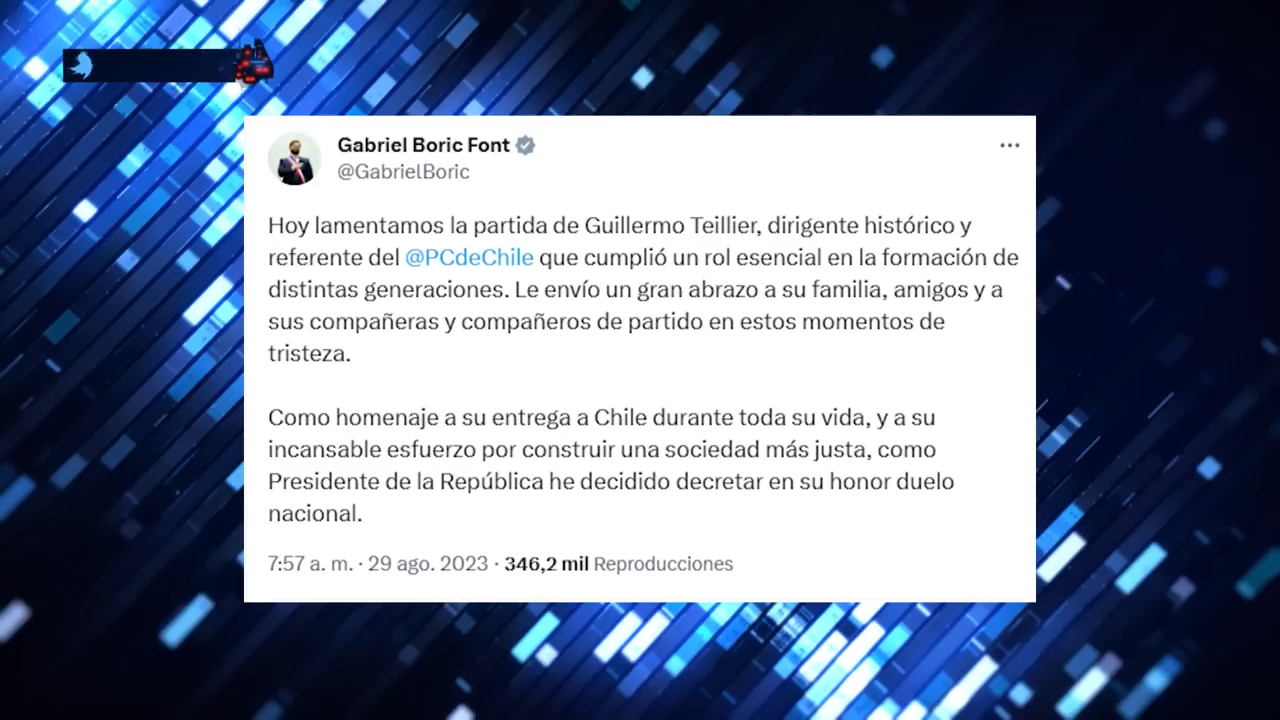 Gabriel Boric Font
@GabrielBoric
Hoy lamentamos la partida de Guillermo Teillier, dirigente histórico y
referente del @PCdeChile que cumplió un rol esencial en la formación de
distintas generaciones. Le envío un gran abrazo a su familia, amigos y a
sus compañeras y compañeros de partido en estos momentos de
tristeza.
Como homenaje a su entrega a Chile durante toda su vida, y a su
incansable esfuerzo por construir una sociedad más justa, como
Presidente de la República he decidido decretar en su honor duelo
nacional.
7:57 a. m. · 29 ago. 2023 · 346,2 mil Reproducciones